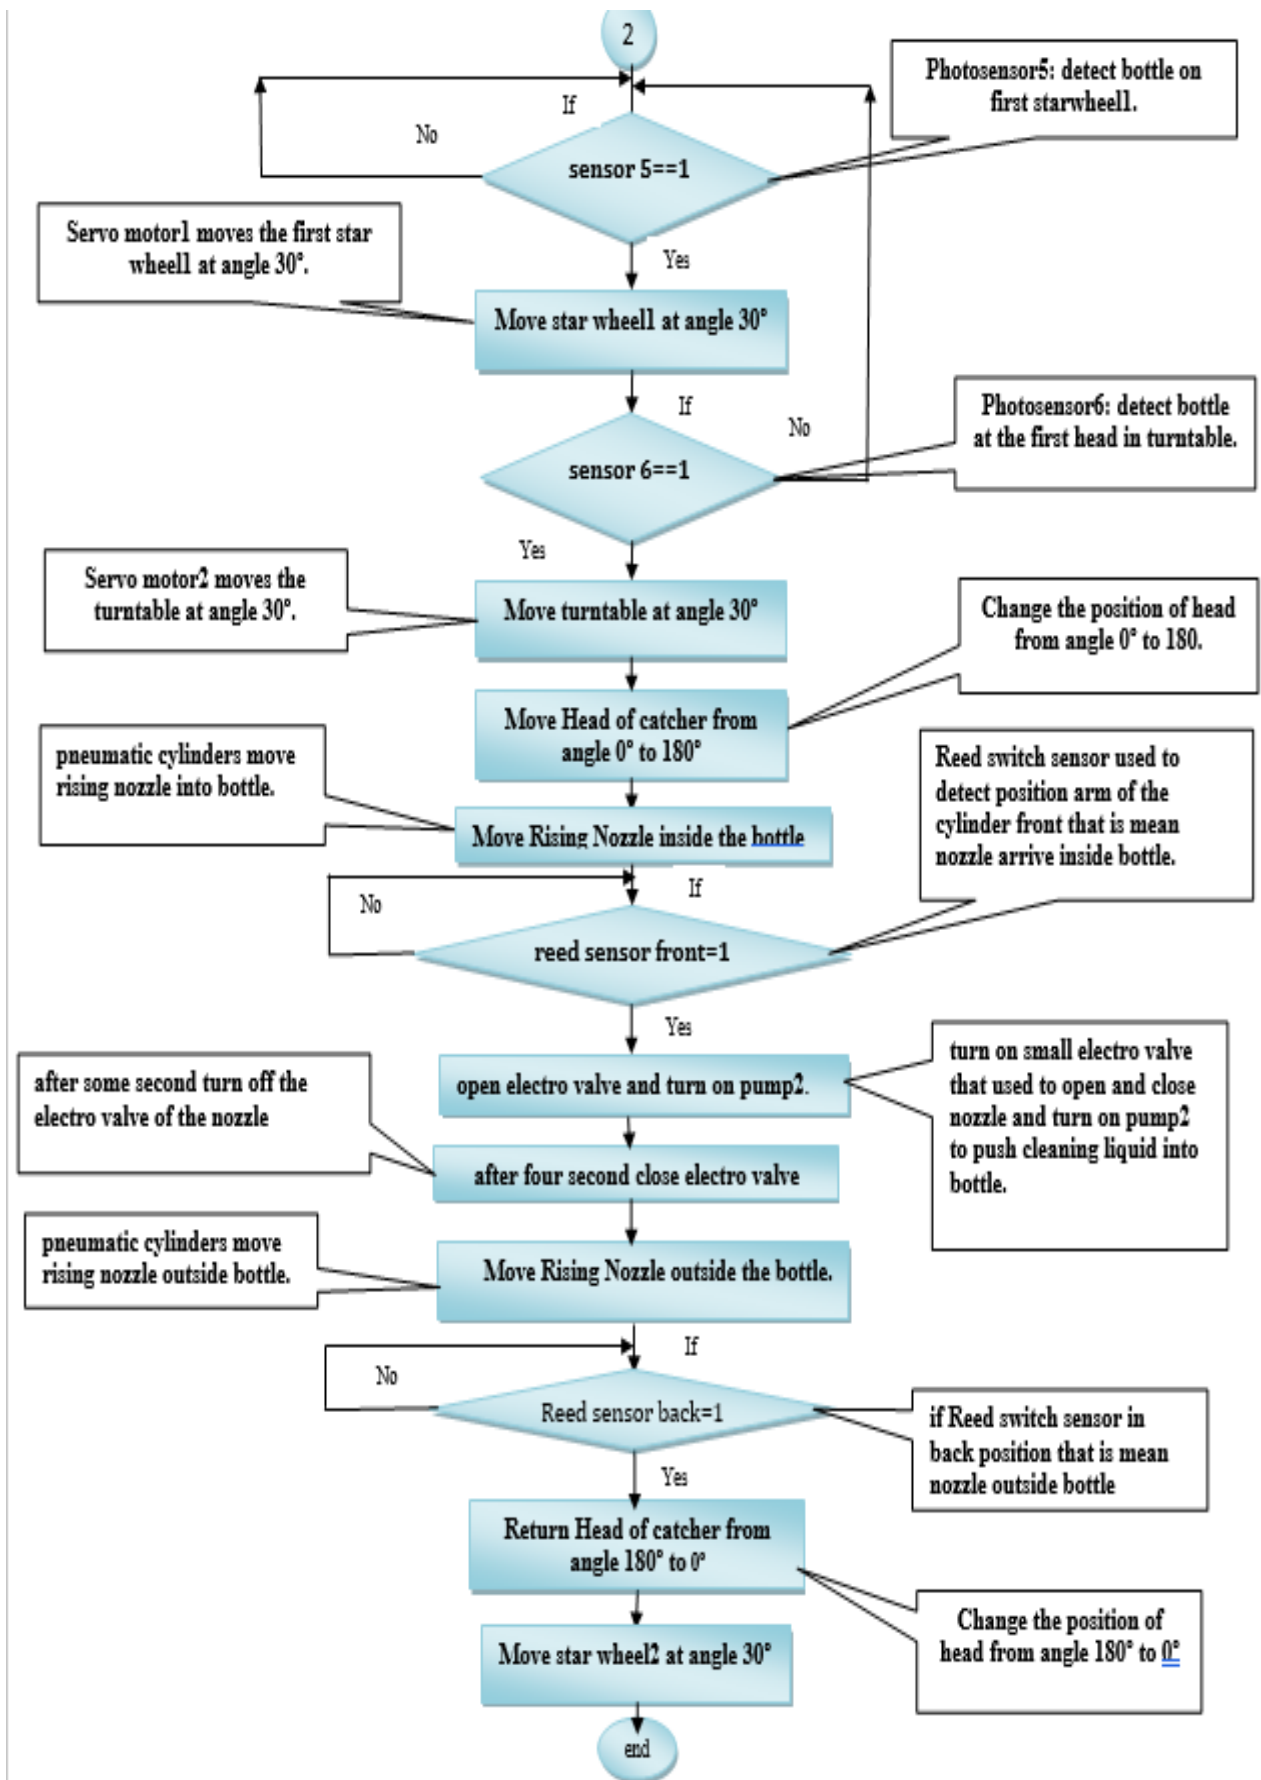 2
Photosensor5: detect bottle on
first starwheel1.
If
No
sensor 5==1
Servo motor1 moves the first star
wheel1 at angle 30°.
Yes
Move star wheel1 at angle 30°
If
No
Photosensor6: detect bottle
at the first head in turntable.
sensor 6==1
Yes
Servo motor2 moves the
turntable at angle 30°.
Move turntable at angle 30°
Change the position of head
from angle 0° to 180.
Move Head of catcher from
angle 0° to 180°
pneumatic cylinders move
rising nozzle into bottle.
Reed switch sensor used to
detect position arm of the
cylinder front that is mean
nozzle arrive inside bottle.
Move Rising Nozzle inside the bottle
If
No
reed sensor front=1
Yes
open electro valve and turn on pump2.
turn on small electro valve
that used to open and close
nozzle and turn on pump2
to push cleaning liquid into
bottle.
after some second turn off the
electro valve of the nozzle
after four second close electro valve
pneumatic cylinders move
rising nozzle outside bottle.
Move Rising Nozzle outside the bottle.
If
No
Reed sensor back=1
if Reed switch sensor in
back position that is mean
nozzle outside bottle
Yes
Return Head of catcher from
angle 180° to 0°
Change the position of
head from angle 180° to 0°
Move star wheel2 at angle 30°
end